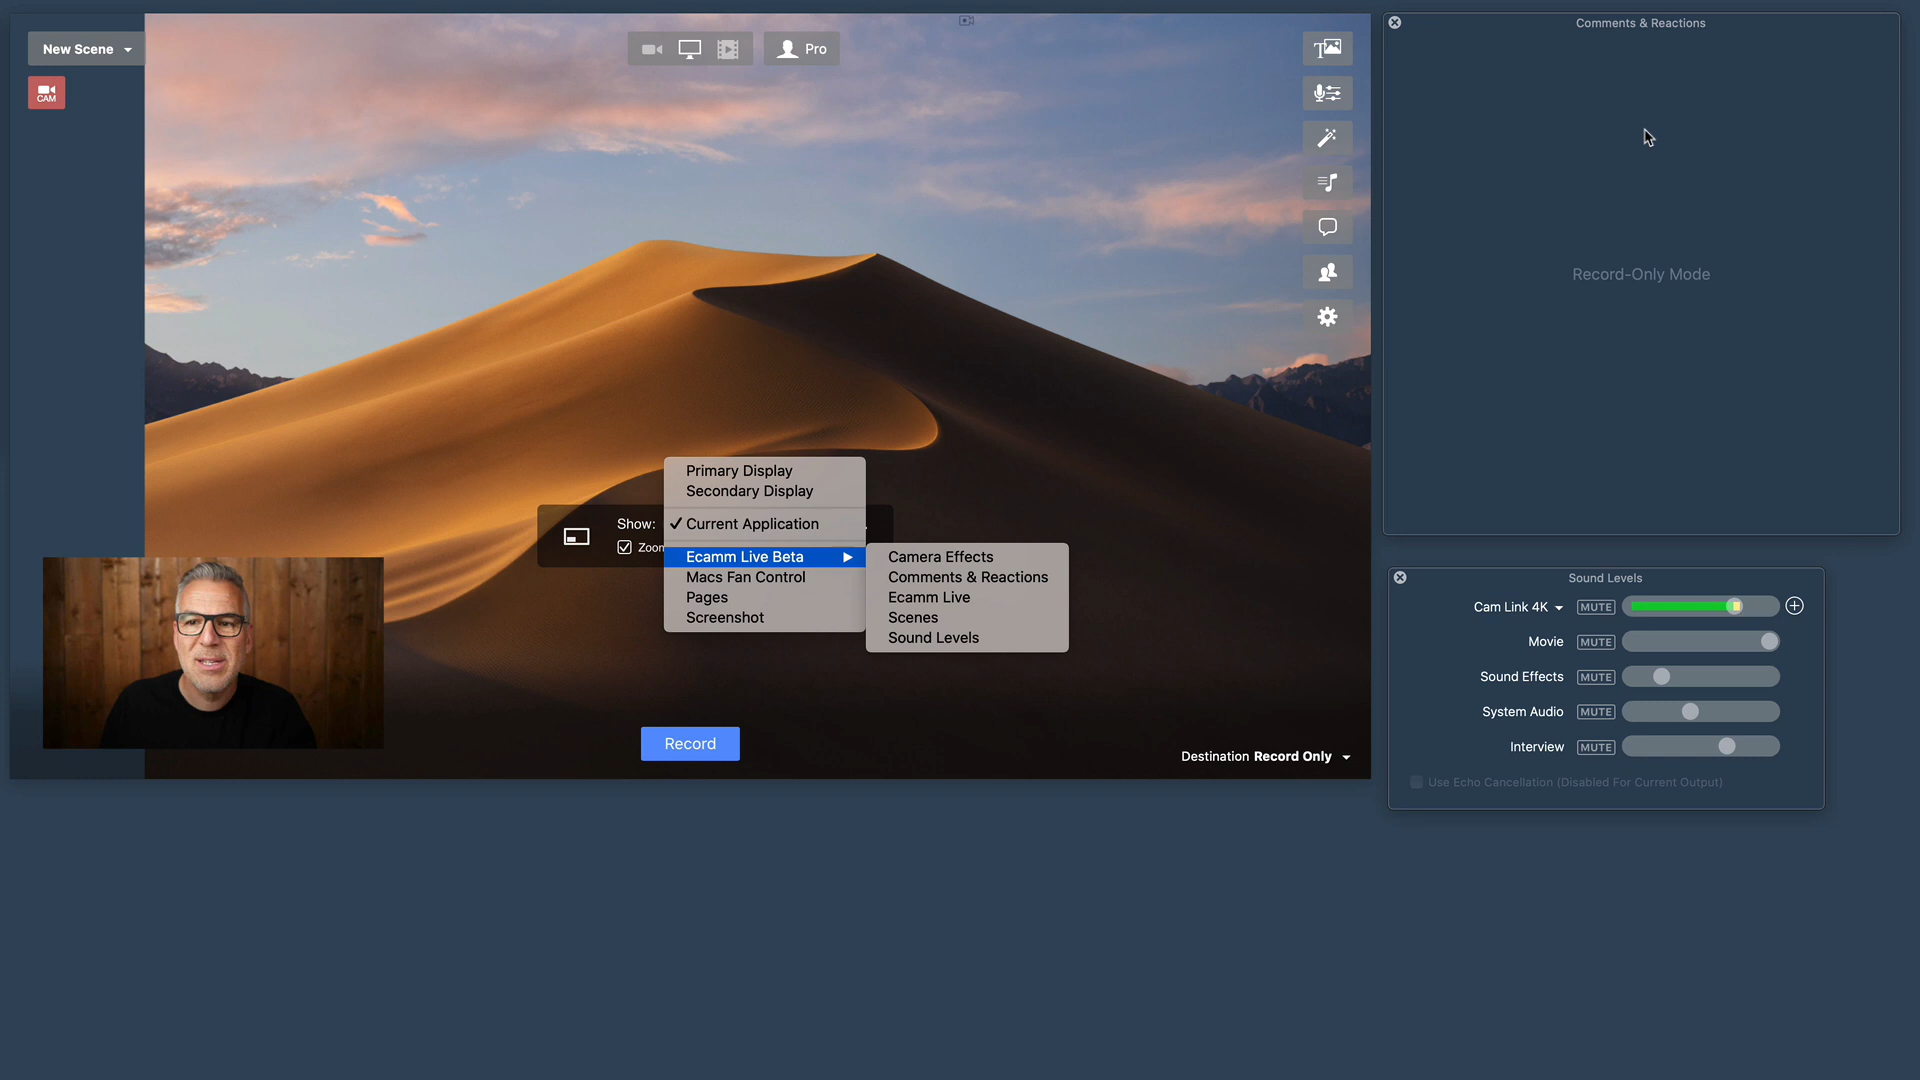 New Scene
CAM
Pro
Comments & Reactions
Record-Only Mode
Primary Display
Secondary Display
Show: ✓ Current Application
Zoom
Ecamm Live Beta
Macs Fan Control
Pages
Screenshot
Camera Effects
Comments & Reactions
Ecamm Live
Scenes
Sound Levels
Record
Destination Record Only
Sound Levels
Cam Link 4K MUTE
Movie MUTE
Sound Effects MUTE
System Audio MUTE
Interview MUTE
Use Echo Cancellation (Disabled For Current Output)